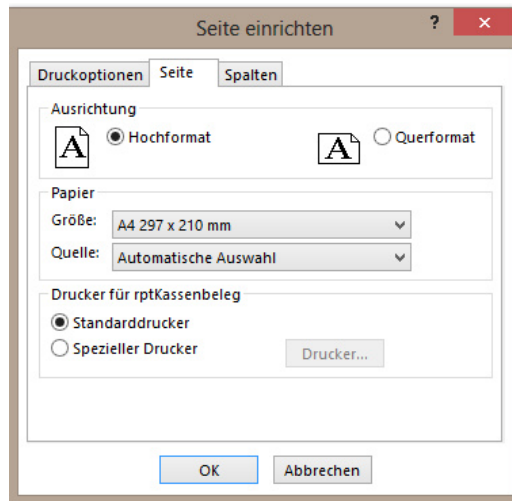 Seite einrichten
?
×
Druckoptionen Seite Spalten
Ausrichtung
A Hochformat A Querformat
Papier
Größe: A4 297 x 210 mm
Quelle: Automatische Auswahl
Drucker für rptKassenbeleg
Standarddrucker
Spezieller Drucker Drucker...
OK Abbrechen